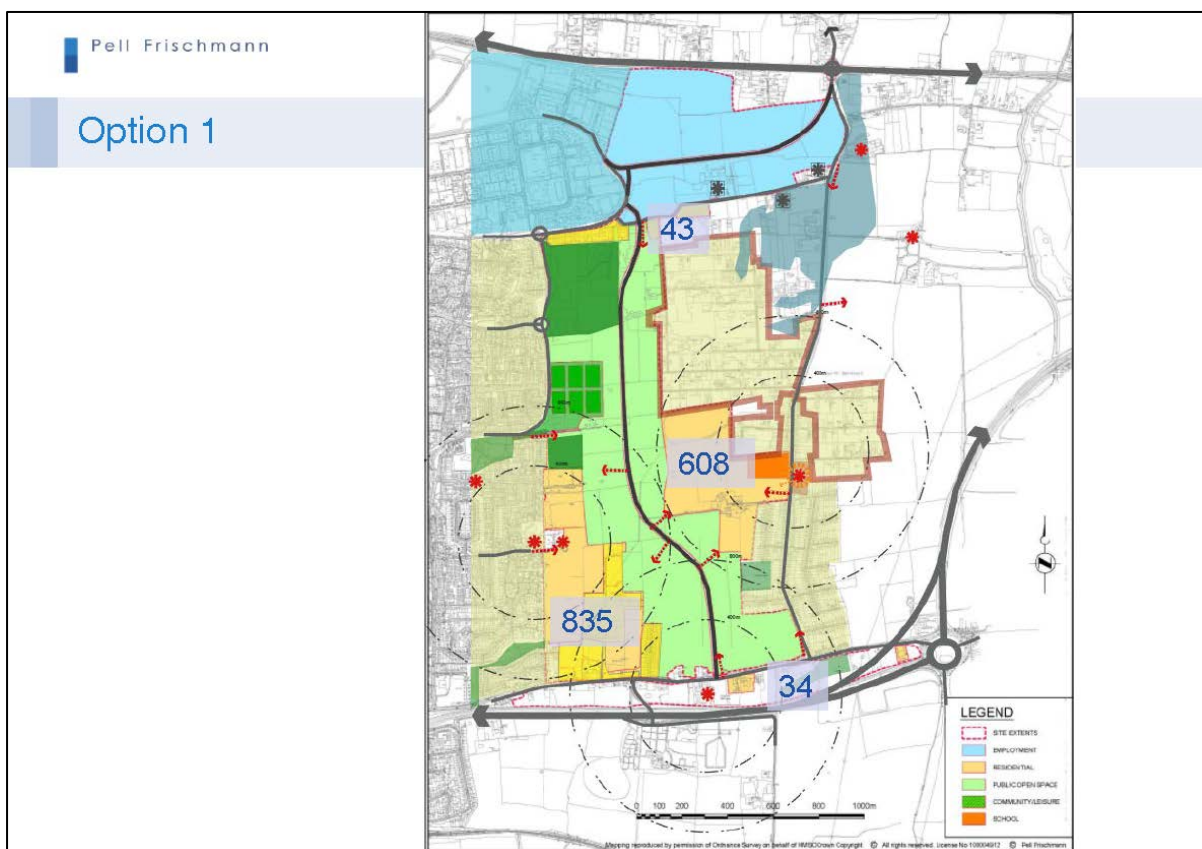 Pell Frischmann
Option 1
43
400m
608
835
400m
34
LEGEND
SITE EXTENTS
EMPLOYMENT
RESIDENTIAL
PUBLIC OPEN SPACE
COMMUNITY/LEISURE
SCHOOL
0 100 200 400 600 800 1000m
Mapping reproduced by permission of Ordnance Survey on behalf of HMSO Crown Copyright © All rights reserved. License No 100004912 © Pell Frischmann